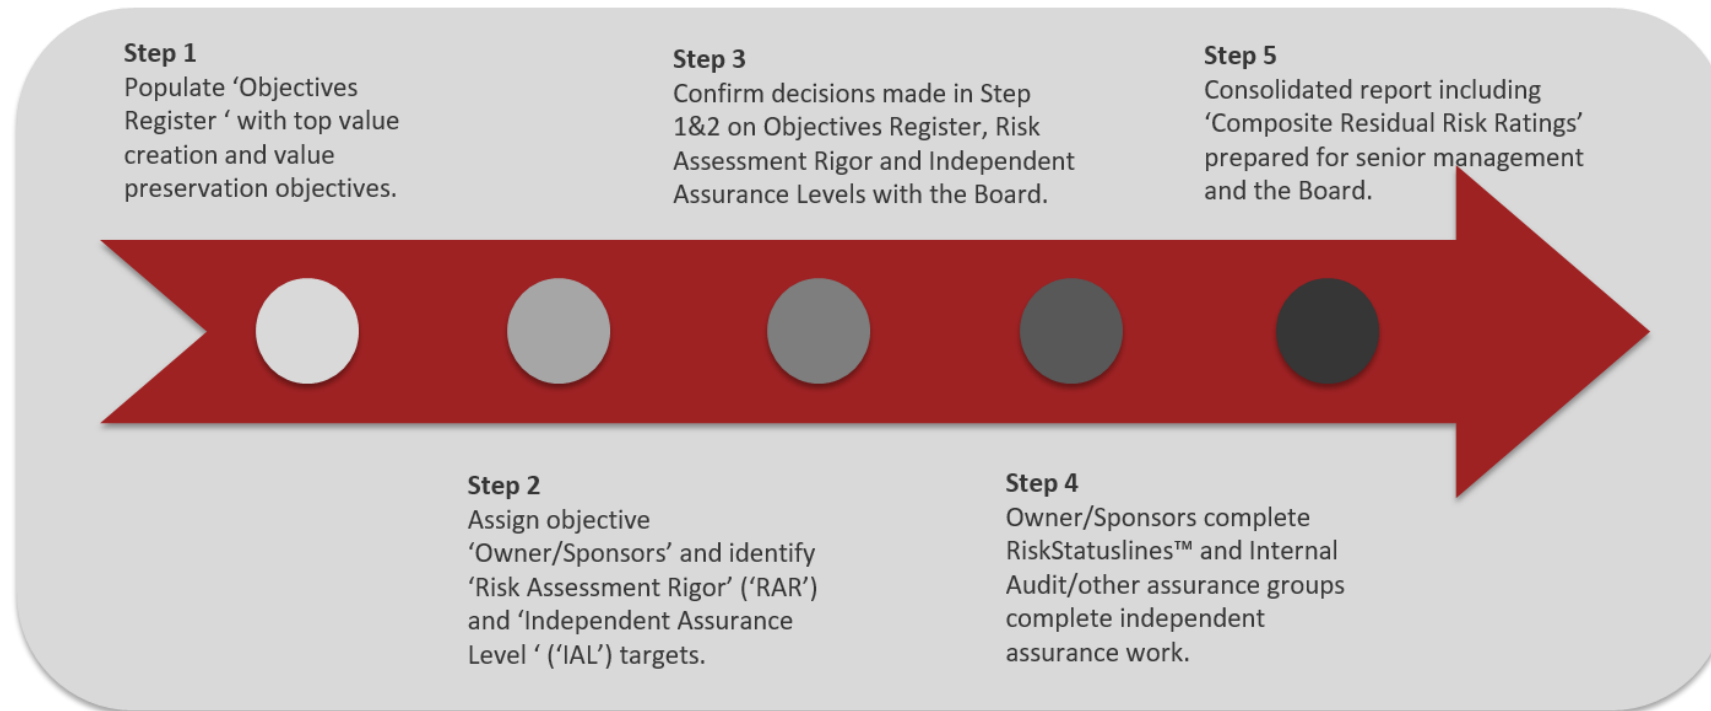 Step 1
Populate ‘Objectives
Register ‘ with top value
creation and value
preservation objectives.
Step 2
Assign objective
‘Owner/Sponsors’ and identify
‘Risk Assessment Rigor’ (‘RAR’)
and ‘Independent Assurance
Level ‘ (‘IAL’) targets.
Step 3
Confirm decisions made in Step
1&2 on Objectives Register, Risk
Assessment Rigor and Independent
Assurance Levels with the Board.
Step 4
Owner/Sponsors complete
RiskStatuslines™ and Internal
Audit/other assurance groups
complete independent
assurance work.
Step 5
Consolidated report including
‘Composite Residual Risk Ratings’
prepared for senior management
and the Board.